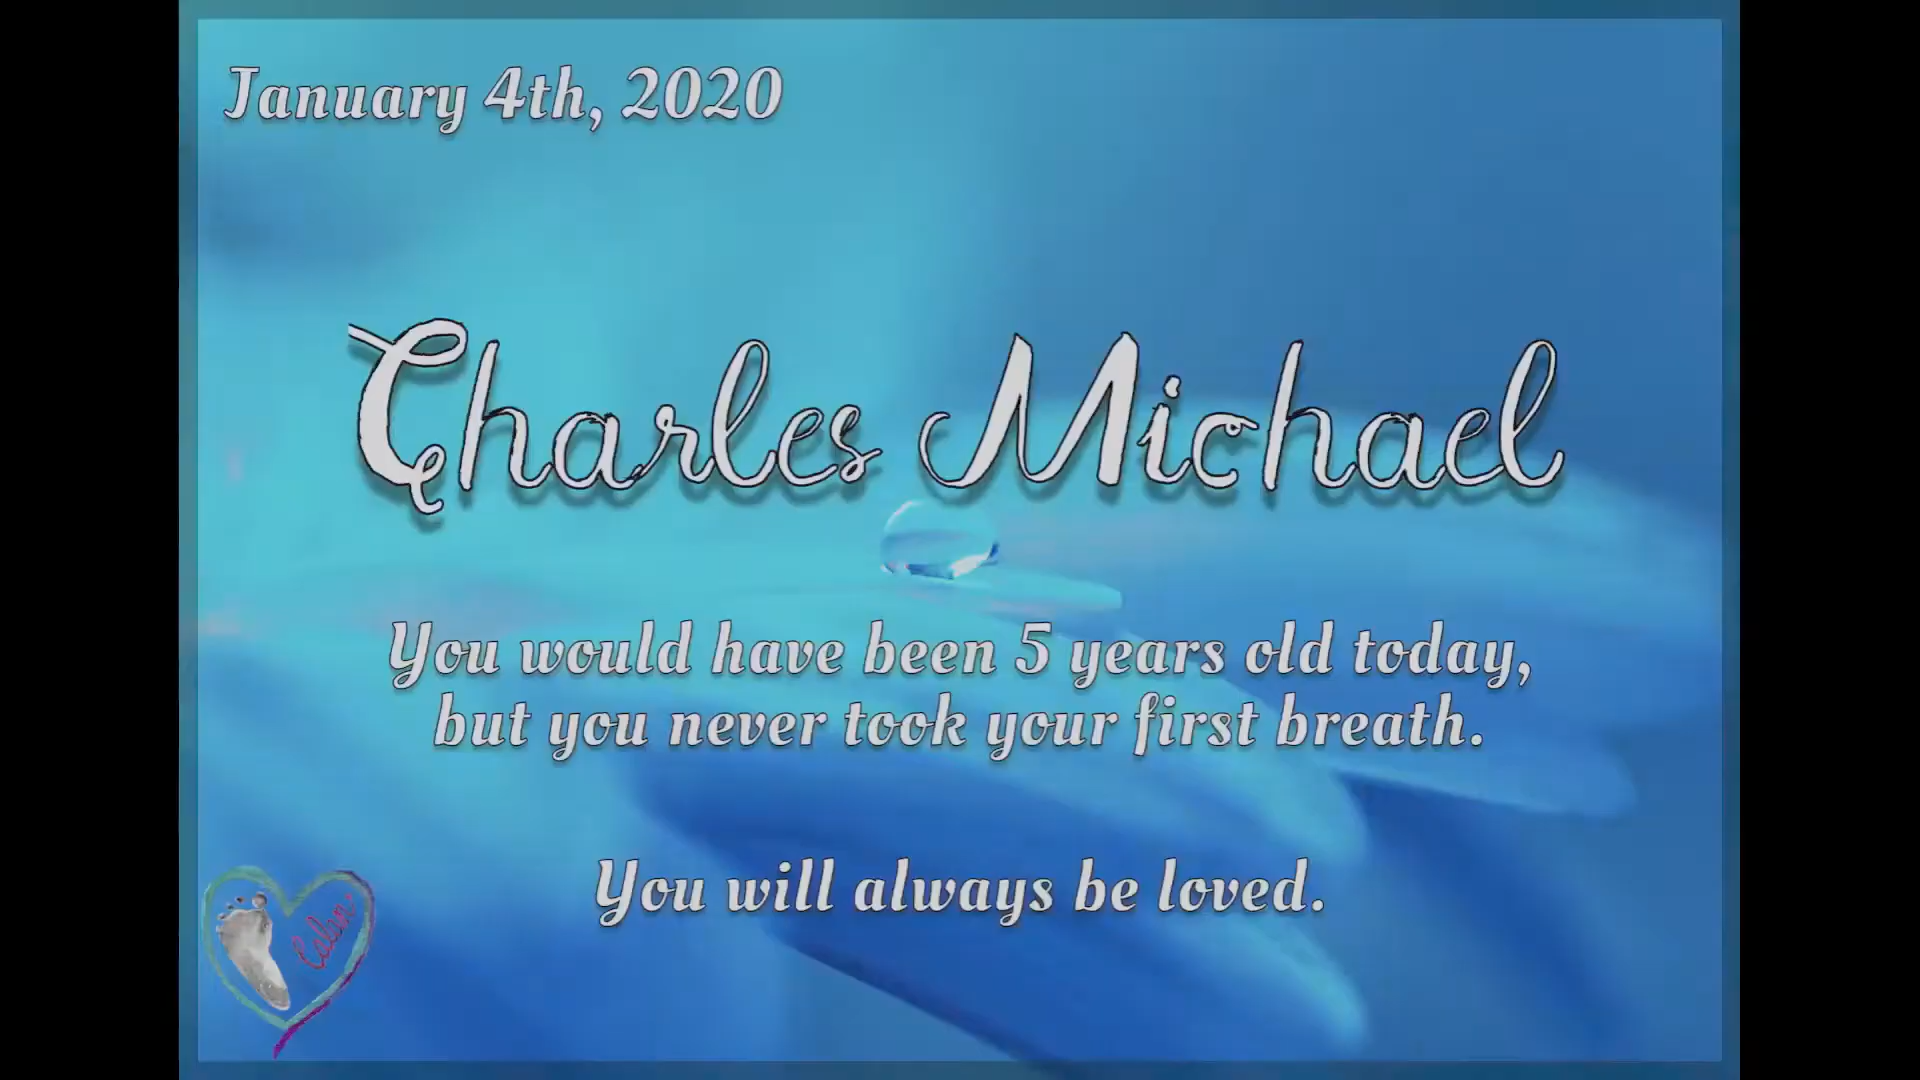 January 4th, 2020
Charles Michael
You would have been 5 years old today,
but you never took your first breath.
You will always be loved.